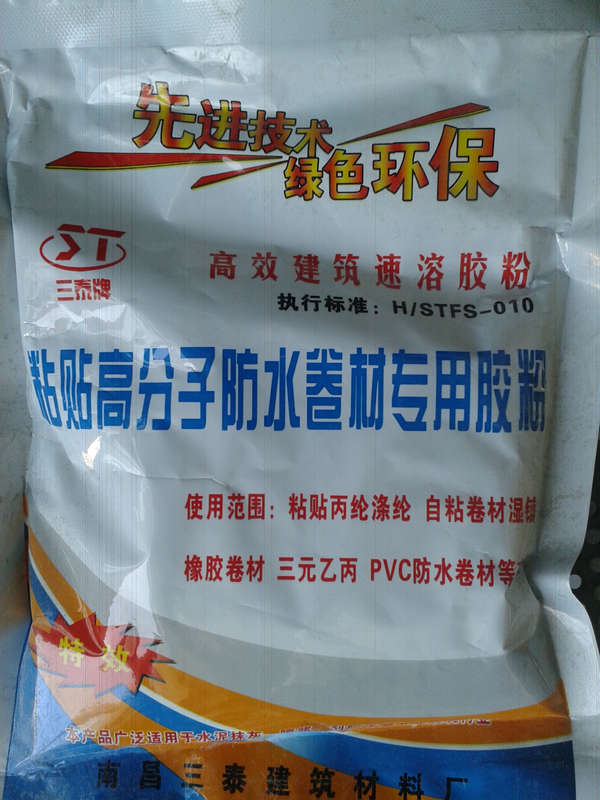 先进技术
绿色环保
ST
三泰牌
高效建筑速溶胶粉
执行标准：H/STFS-010
粘贴高分子防水卷材专用胶粉
使用范围：粘贴丙纶涤纶 自粘卷材湿铺
橡胶卷材 三元乙丙 PVC防水卷材等
特效
本产品广泛适用于水泥抹灰
南昌三泰建筑材料厂